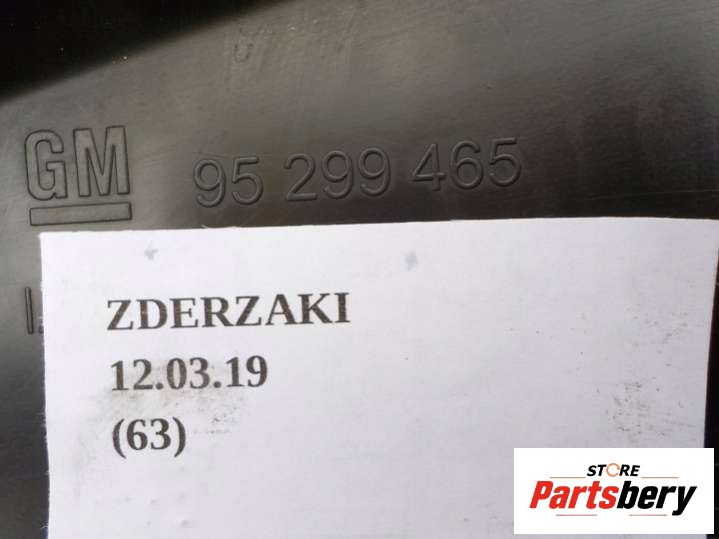 GM 95 299 465
ZDERZAKI
12.03.19
(63)
STORE
Partsbery